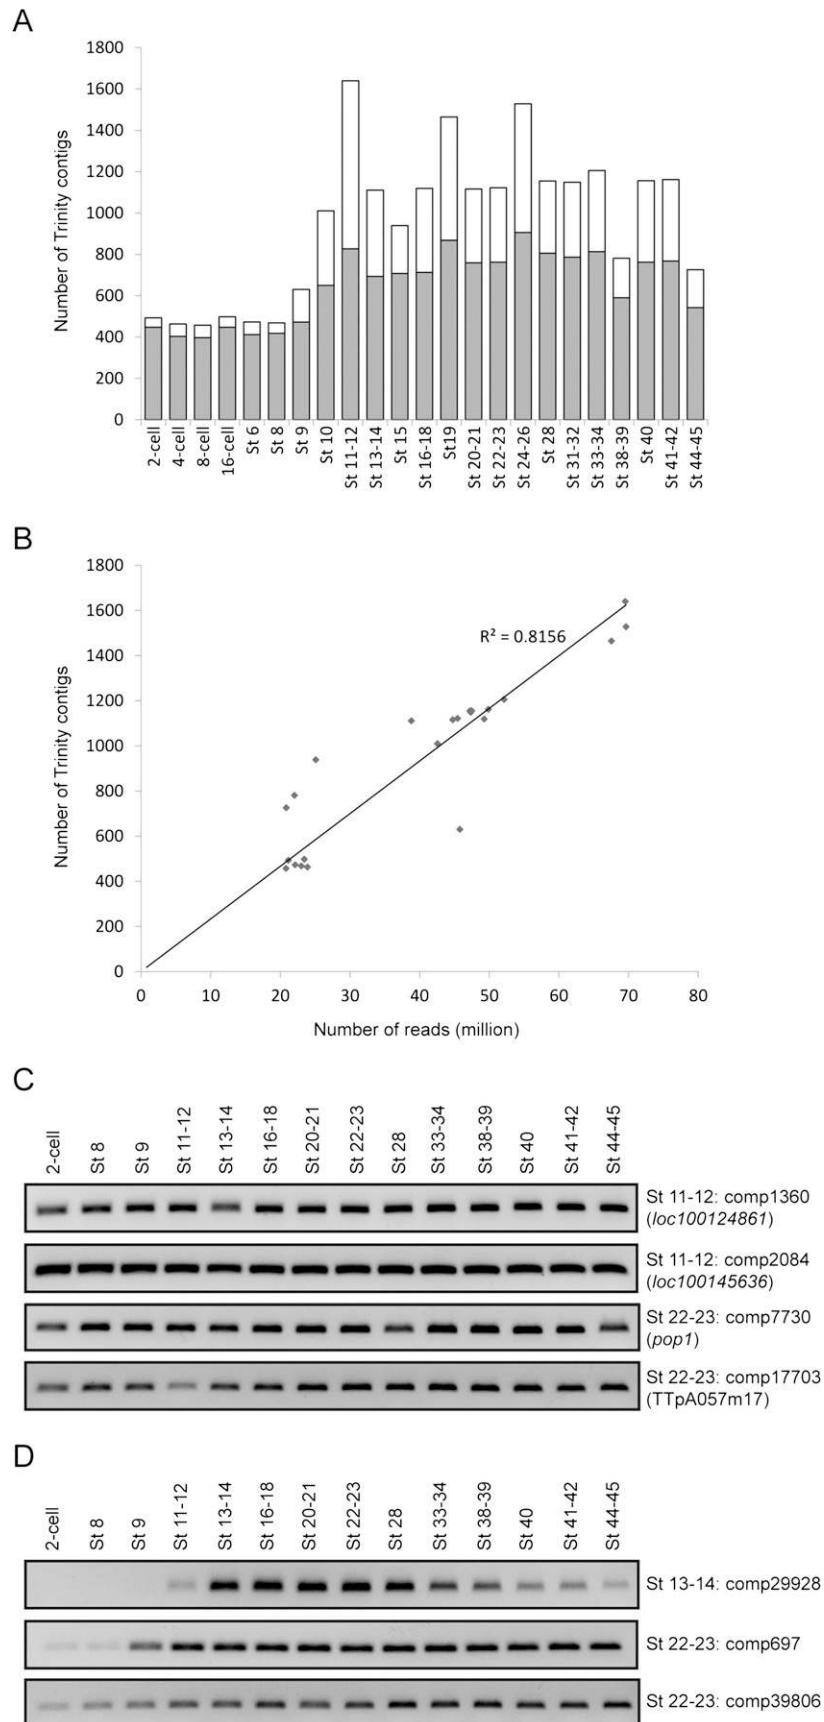 A
1800
1600
1400
1200
1000
800
600
400
200
0
Number of Trinity contigs
2-cell
4-cell
8-cell
16-cell
St 6
St 8
St 9
St 10
St 11-12
St 13-14
St 15
St 16-18
St19
St 20-21
St 22-23
St 24-26
St 28
St 31-32
St 33-34
St 38-39
St 40
St 41-42
St 44-45
B
1800
1600
1400
1200
1000
800
600
400
200
0
Number of Trinity contigs
R² = 0.8156
0 10 20 30 40 50 60 70 80
Number of reads (million)
C
2-cell
St 8
St 9
St 11-12
St 13-14
St 16-18
St 20-21
St 22-23
St 28
St 33-34
St 38-39
St 40
St 41-42
St 44-45
St 11-12: comp1360
(loc100124861)
St 11-12: comp2084
(loc100145636)
St 22-23: comp7730
(pop1)
St 22-23: comp17703
(TTpA057m17)
D
2-cell
St 8
St 9
St 11-12
St 13-14
St 16-18
St 20-21
St 22-23
St 28
St 33-34
St 38-39
St 40
St 41-42
St 44-45
St 13-14: comp29928
St 22-23: comp697
St 22-23: comp39806